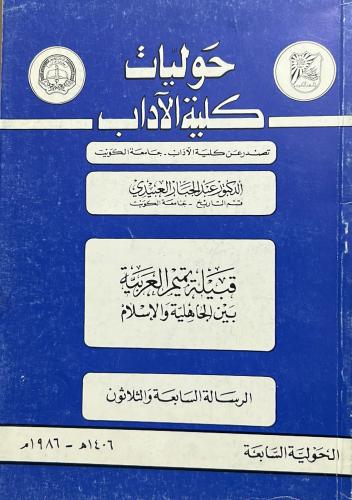 حوليات
كلية الآداب
تصدر عن كلية الآداب - جامعة الكويت
الدكتور عبد الجبار العبيدي
قسم التاريخ - جامعة الكويت
قبيلة تميم العربية
بين الجاهلية والإسلام
الرسالة السابعة والثلاثون
الحولية السابعة
١٤٠٦هـ - ١٩٨٦م